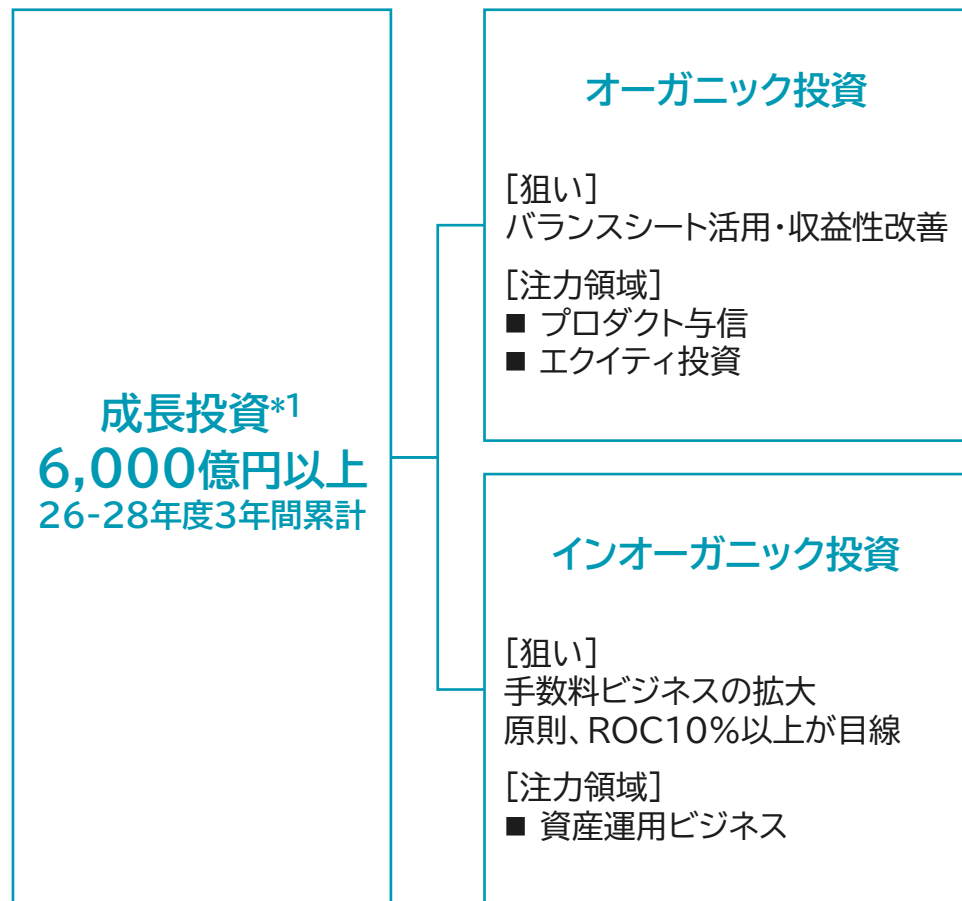 成長投資*1
6,000億円以上
26-28年度3年間累計
オーガニック投資
[狙い]
バランスシート活用・収益性改善
[注力領域]
■ プロダクト与信
■ エクイティ投資
インオーガニック投資
[狙い]
手数料ビジネスの拡大
原則、ROC10%以上が目線
[注力領域]
■ 資産運用ビジネス